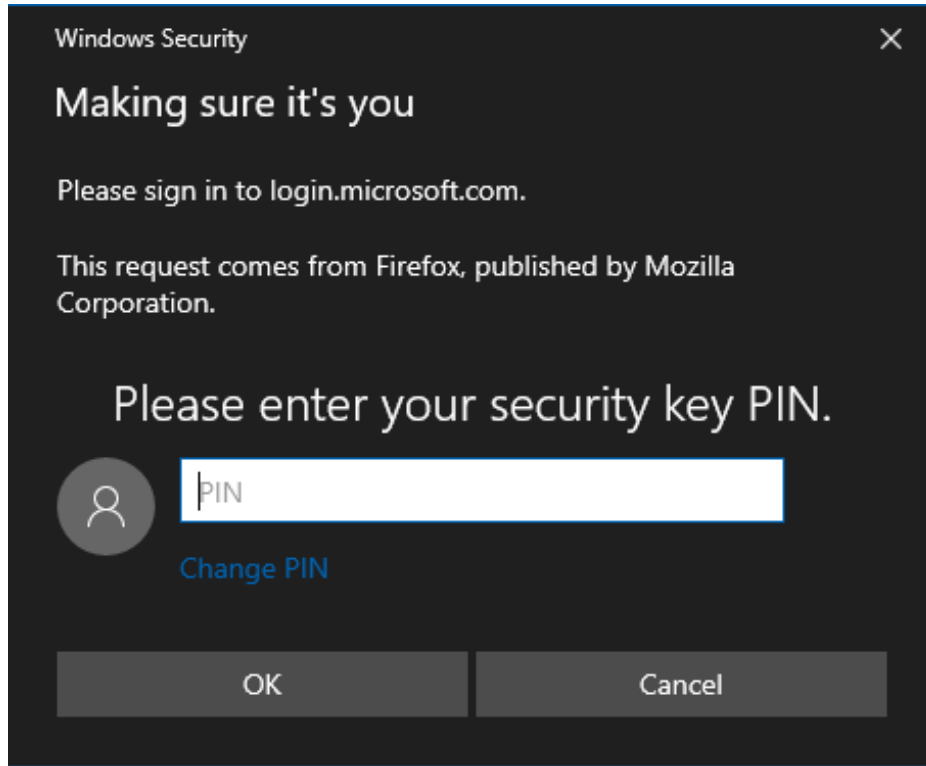 Windows Security
Making sure it's you
Please sign in to login.microsoft.com.
This request comes from Firefox, published by Mozilla
Corporation.
Please enter your security key PIN.
PIN
Change PIN
OK
Cancel